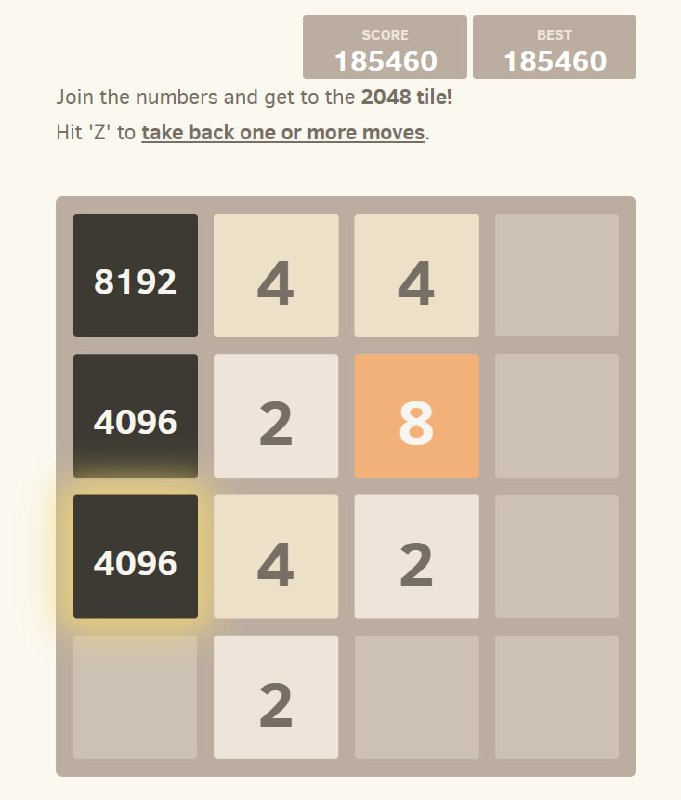 SCORE BEST
185460 185460
Join the numbers and get to the 2048 tile!
Hit 'Z' to take back one or more moves.
8192 4 4
4096 2 8
4096 4 2
2